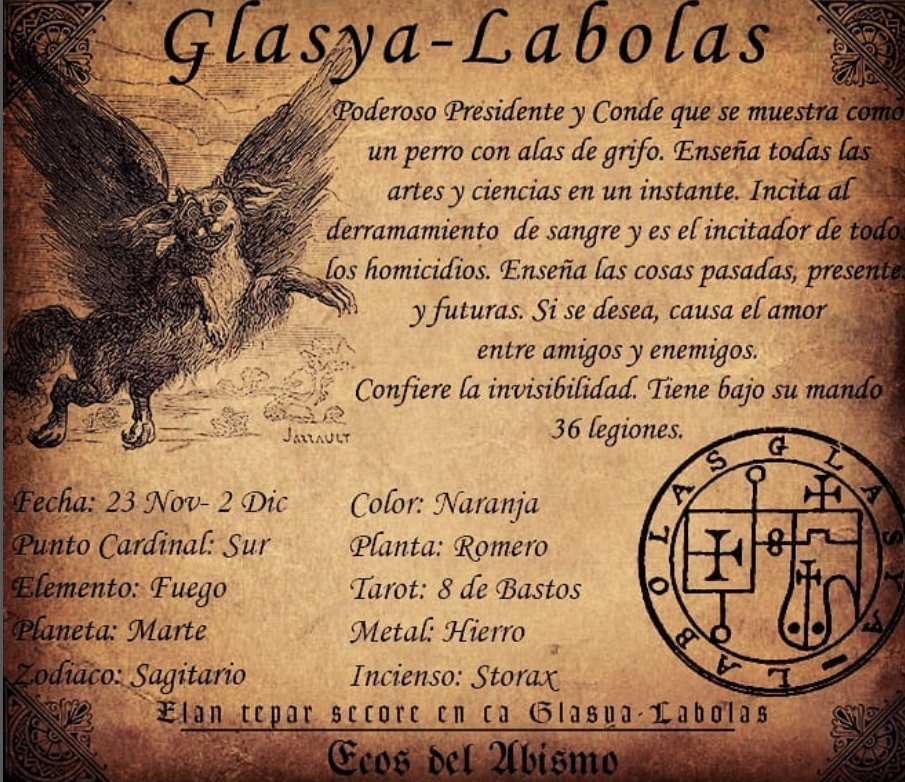 Glasya-Labolas
Poderoso Presidente y Conde que se muestra como
un perro con alas de grifo. Enseña todas las
artes y ciencias en un instante. Incita al
derramamiento de sangre y es el incitador de todo
los homicidios. Enseña las cosas pasadas, presente
y futuras. Si se desea, causa el amor
entre amigos y enemigos.
Confiere la invisibilidad. Tiene bajo su mando
36 legiones.
JARRAULT
Fecha: 23 Nov- 2 Dic
Punto Cardinal: Sur
Elemento: Fuego
Planeta: Marte
Zodiaco: Sagitario
Color: Naranja
Planta: Romero
Tarot: 8 de Bastos
Metal: Hierro
Incienso: Storax
GLASYA-LABOLAS
Elan tepar secore en ca Glasya-Labolas
Ecos del Abismo